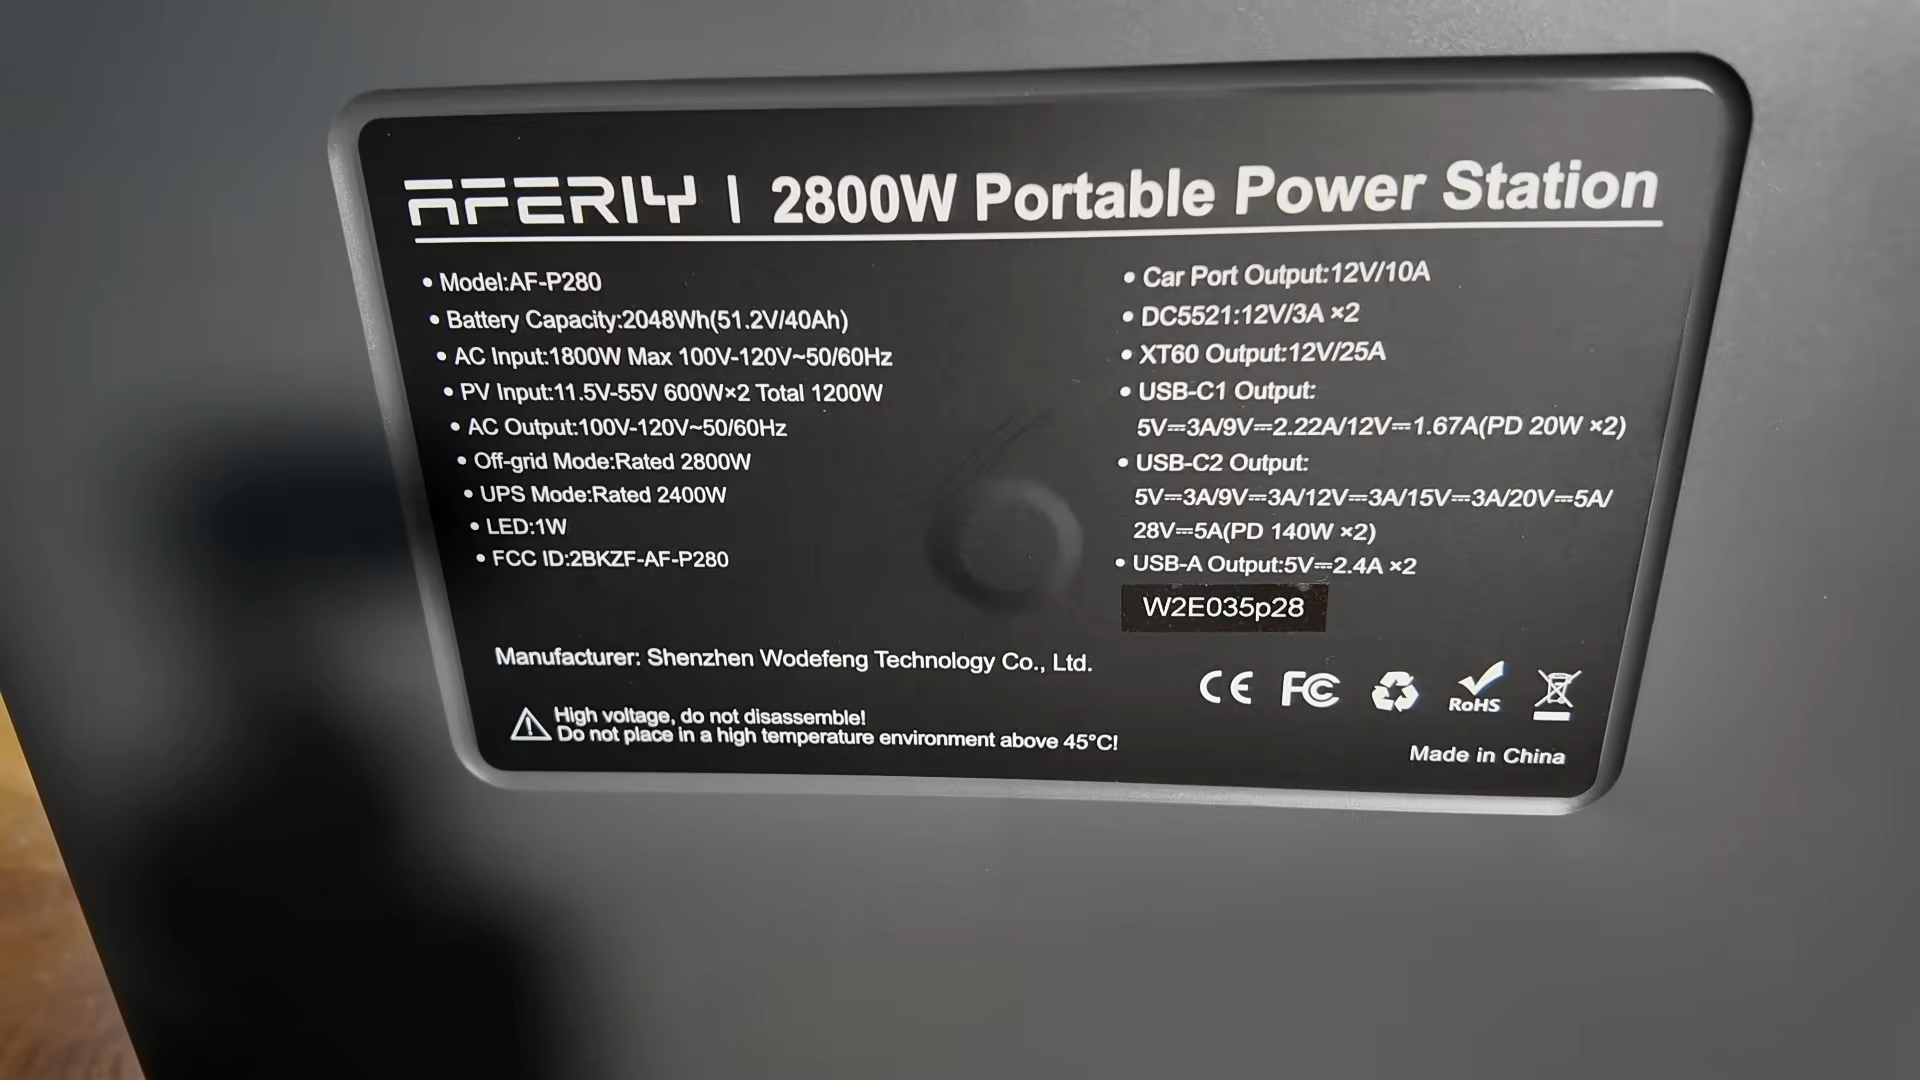 AFERIY | 2800W Portable Power Station
• Model:AF-P280
• Battery Capacity:2048Wh(51.2V/40Ah)
• AC Input:1800W Max 100V-120V~50/60Hz
• PV Input:11.5V-55V 600W×2 Total 1200W
• AC Output:100V-120V~50/60Hz
• Off-grid Mode:Rated 2800W
• UPS Mode:Rated 2400W
• LED:1W
• FCC ID:2BKZF-AF-P280
• Car Port Output:12V/10A
• DC5521:12V/3A ×2
• XT60 Output:12V/25A
• USB-C1 Output:
5V⎓3A/9V⎓2.22A/12V⎓1.67A(PD 20W ×2)
• USB-C2 Output:
5V⎓3A/9V⎓3A/12V⎓3A/15V⎓3A/20V⎓5A/
28V⎓5A(PD 140W ×2)
• USB-A Output:5V⎓2.4A ×2
W2E035p28
Manufacturer: Shenzhen Wodefeng Technology Co., Ltd.
High voltage, do not disassemble!
Do not place in a high temperature environment above 45°C!
CE FC RoHS
Made in China